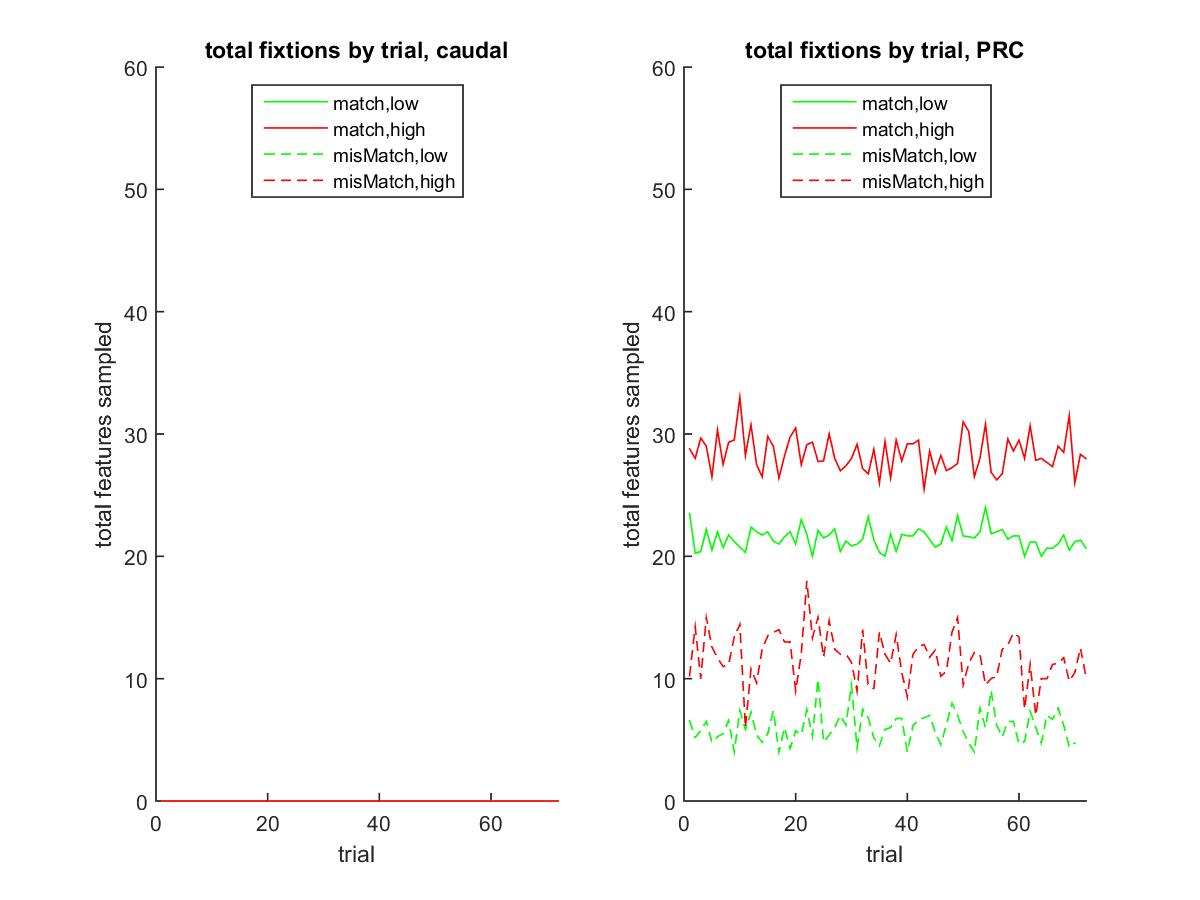 total fixtions by trial, caudal
match,low
match,high
misMatch,low
misMatch,high
60
50
40
30
20
10
0
total features sampled
0 20 40 60
trial
total fixtions by trial, PRC
match,low
match,high
misMatch,low
misMatch,high
60
50
40
30
20
10
0
total features sampled
0 20 40 60
trial